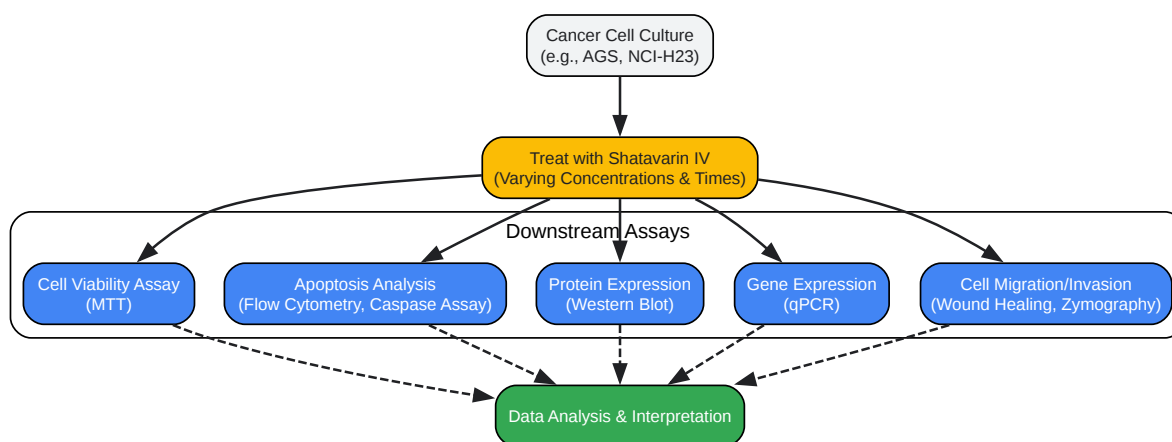 Cancer Cell Culture
(e.g., AGS, NCI-H23)
Treat with Shatavarin IV
(Varying Concentrations & Times)
Downstream Assays
Cell Viability Assay
(MTT)
Apoptosis Analysis
(Flow Cytometry, Caspase Assay)
Protein Expression
(Western Blot)
Gene Expression
(qPCR)
Cell Migration/Invasion
(Wound Healing, Zymography)
Data Analysis & Interpretation